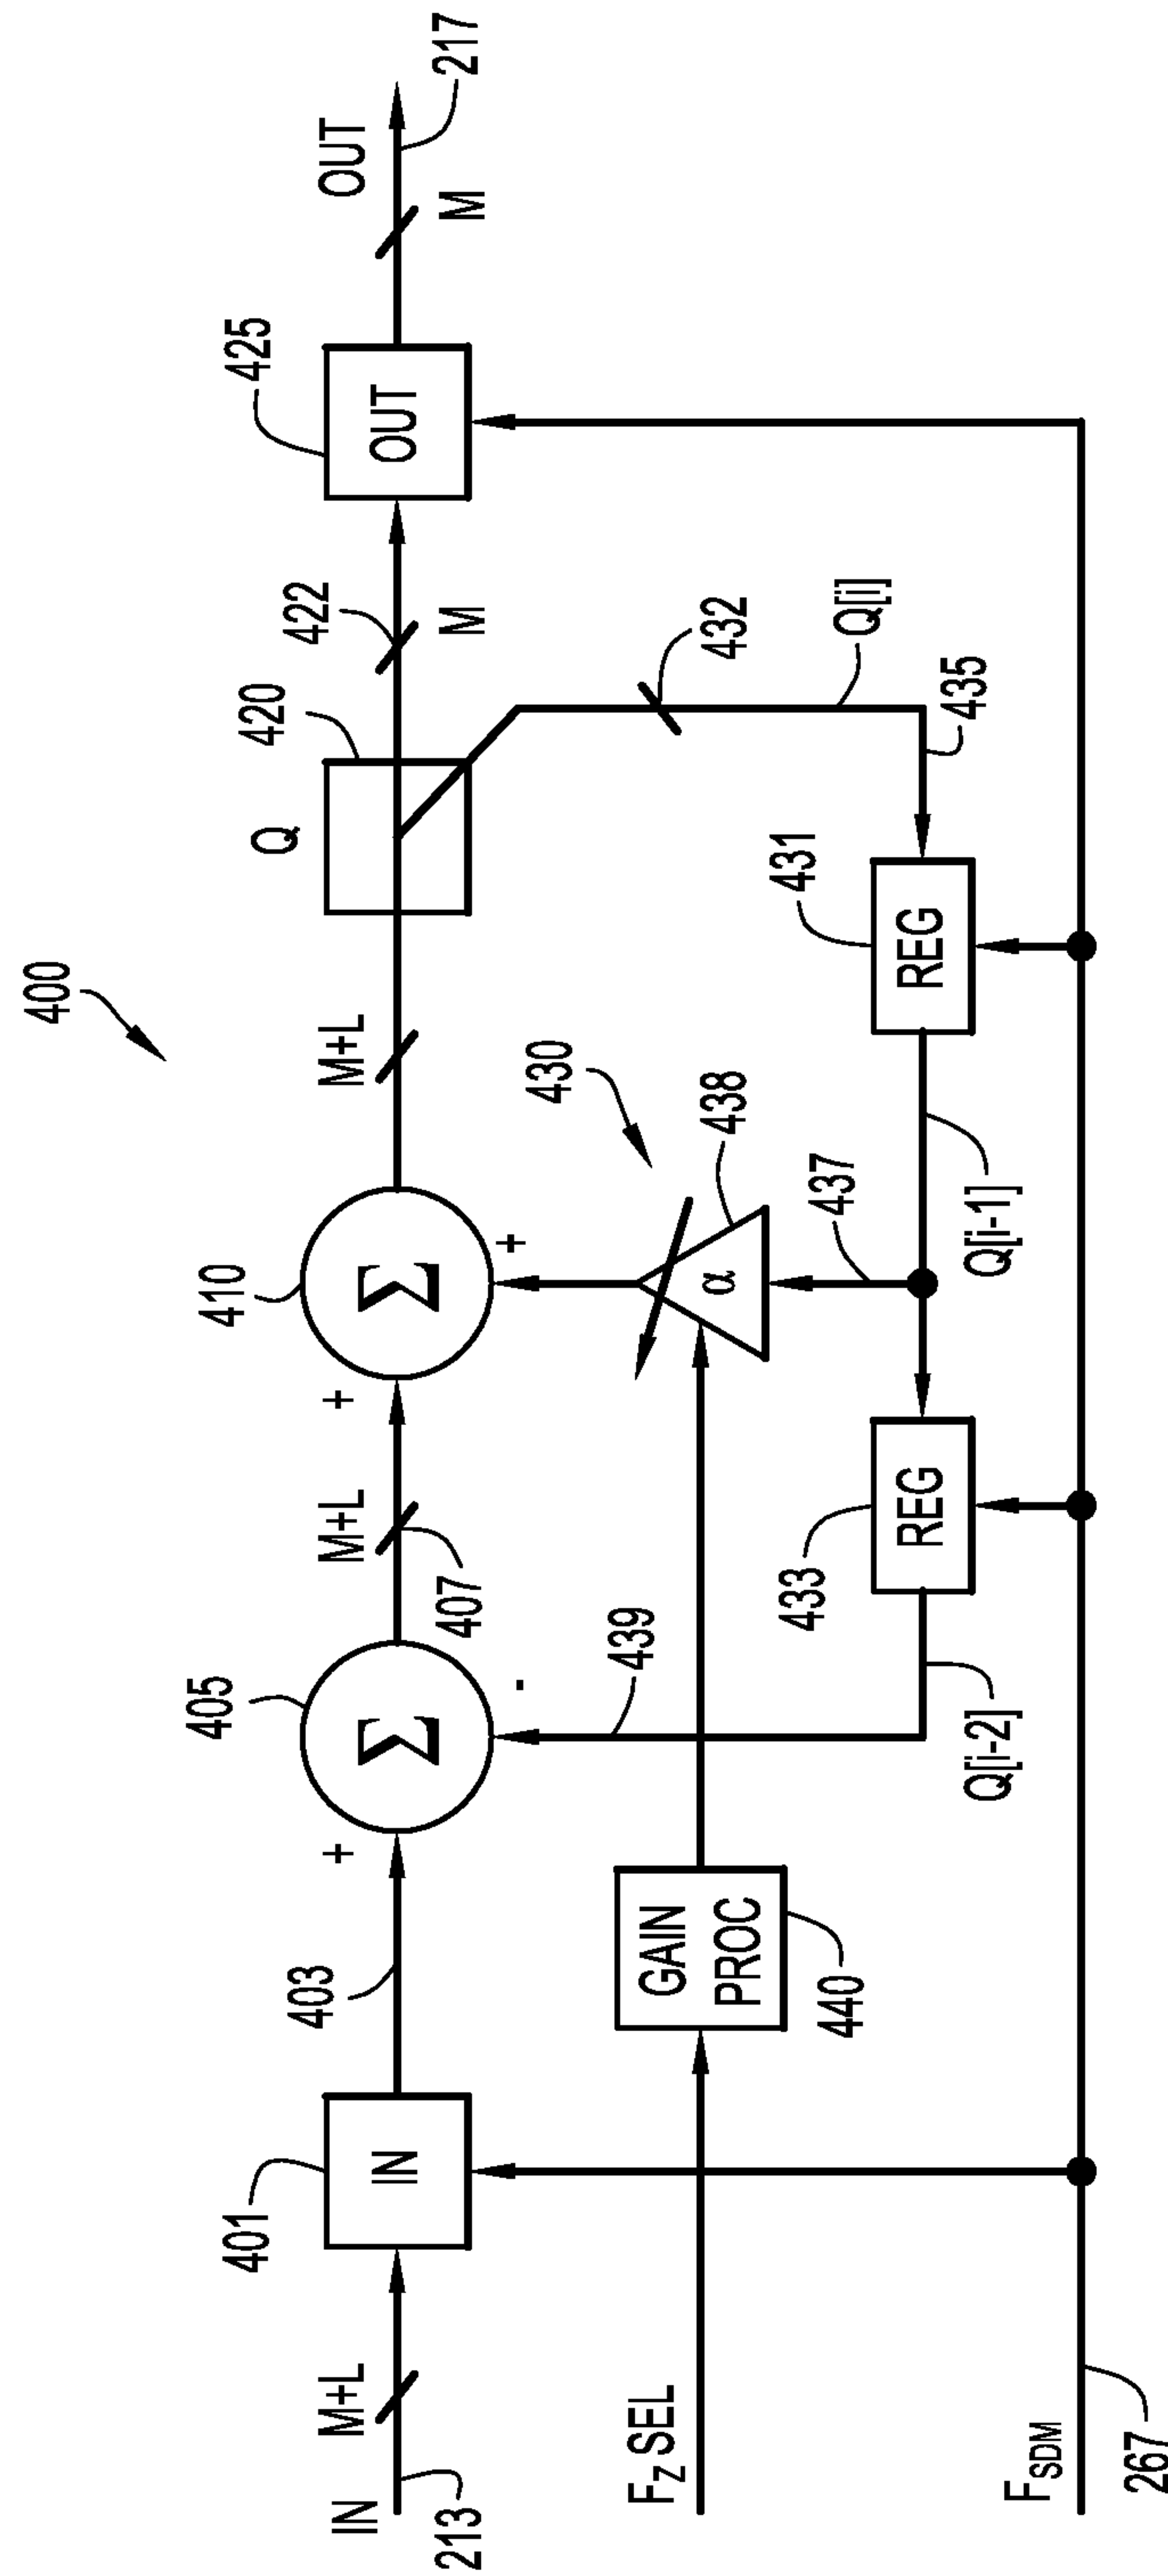 400
IN
M+L
213
401
IN
403
+
405
Σ
-
M+L
407
+
410
Σ
+
M+L
Q
420
422
M
425
OUT
OUT
M
217
430
438
α
437
439
432
Q[i]
435
431
REG
Q[i-1]
433
REG
Q[i-2]
GAIN
PROC
440
FZ SEL
FSDM
267